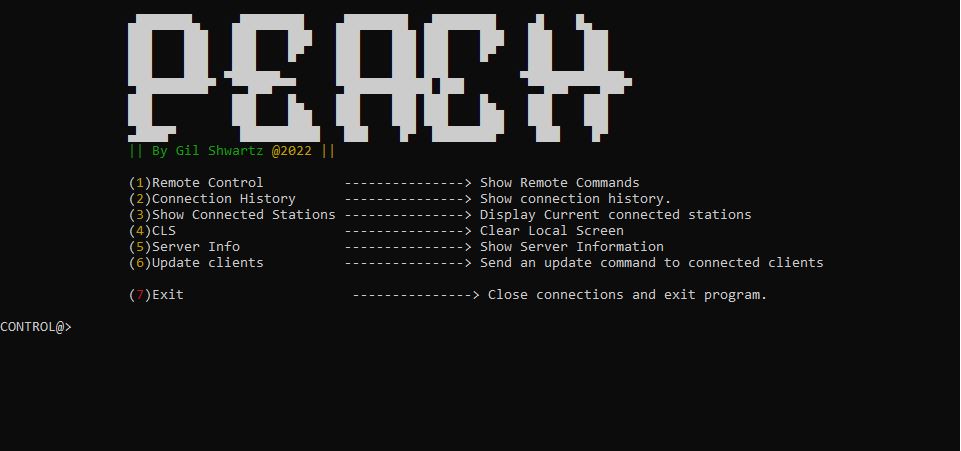 PEACH
|| By Gil Shwartz @2022 ||
(1)Remote Control ---------------> Show Remote Commands
(2)Connection History ---------------> Show connection history.
(3)Show Connected Stations ---------------> Display Current connected stations
(4)CLS ---------------> Clear Local Screen
(5)Server Info ---------------> Show Server Information
(6)Update clients ---------------> Send an update command to connected clients
(7)Exit ---------------> Close connections and exit program.
CONTROL@>